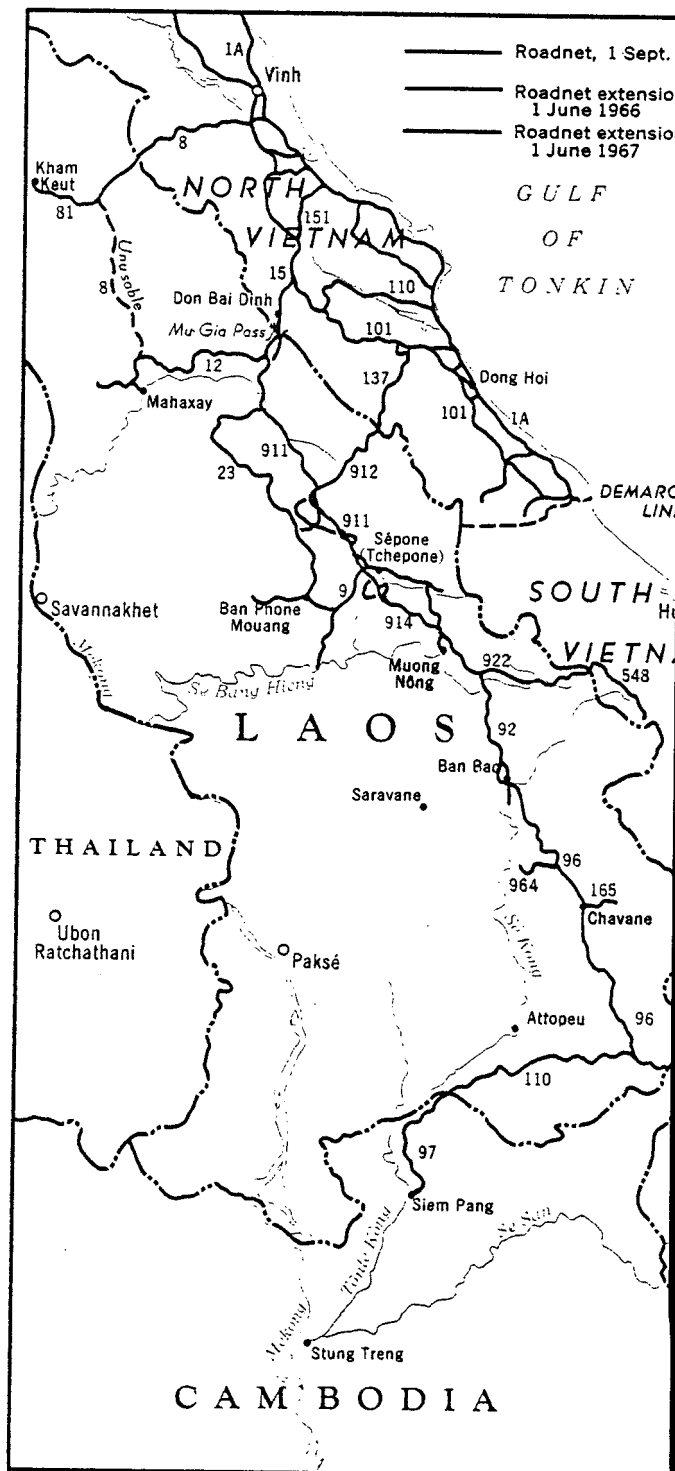 1A
Roadnet, 1 Sept.
Vinh
Roadnet extensio
1 June 1966
Roadnet extension
1 June 1967
8
Kham
Keut
NORTH
GULF
81
151
VIETNAM
OF
Unusable
15
TONKIN
8
110
Don Bai Dinh
Mu Gia Pass
101
12
137
Dong Hoi
Mahaxay
101
1A
911
23
912
DEMARC
LINE
911
Sépone
(Tchepone)
SOUTH
Savannakhet
9
Hu
Ban Phone
Mouang
914
Mekong
Muong
Nông
922
VIETNA
Se Bang Hieng
548
LAOS
92
Ban Bac
Saravane
THAILAND
96
964
165
Chavane
Ubon
Ratchathani
Paksé
Se Kong
Attopeu
96
110
97
Siem Pang
Se San
Tonle Kong
Mekong
Stung Treng
CAMBODIA